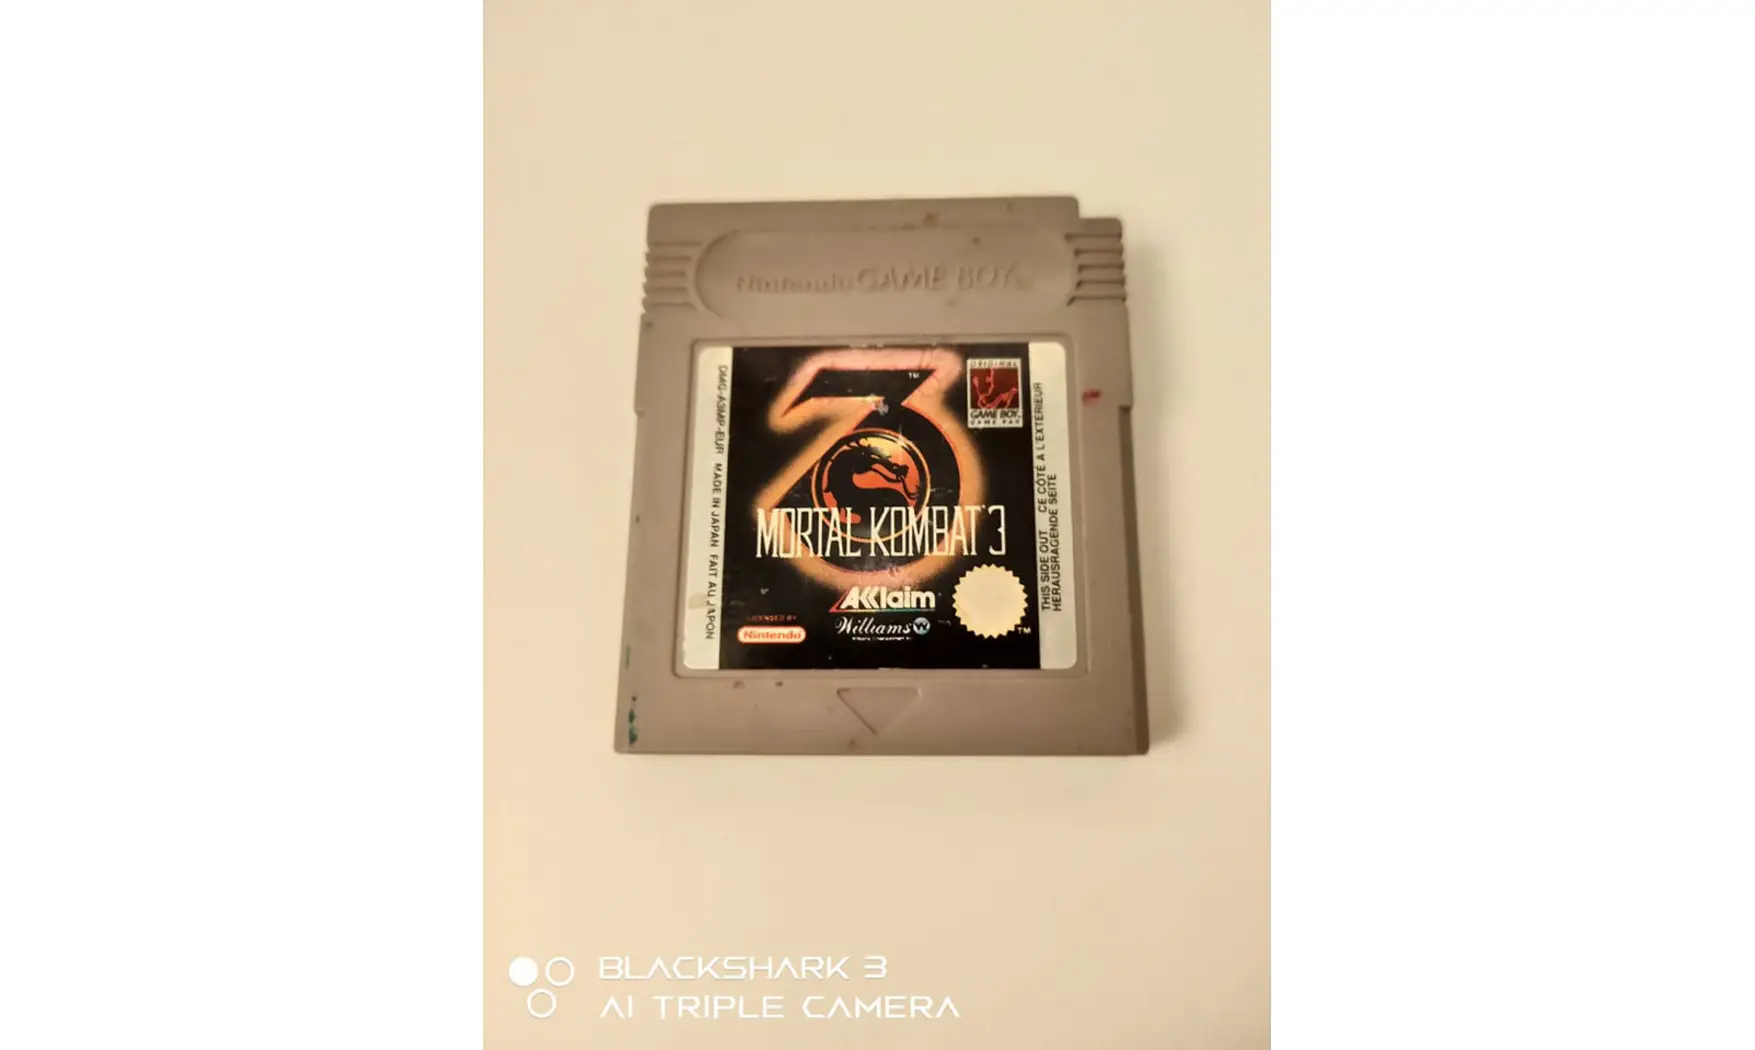 Nintendo GAME BOY
TM
ORIGINAL
GAME BOY
GAME PAK
DMG-A3MP-EUR MADE IN JAPAN FAIT AU JAPON
THIS SIDE OUT CE CÔTÉ A L'EXTÉRIEUR
HERAUSRAGENDE SEITE
MORTAL KOMBAT 3
AKKlaim
LICENSED BY
Nintendo
Williams W
TM
BLACKSHARK 3
AI TRIPLE CAMERA